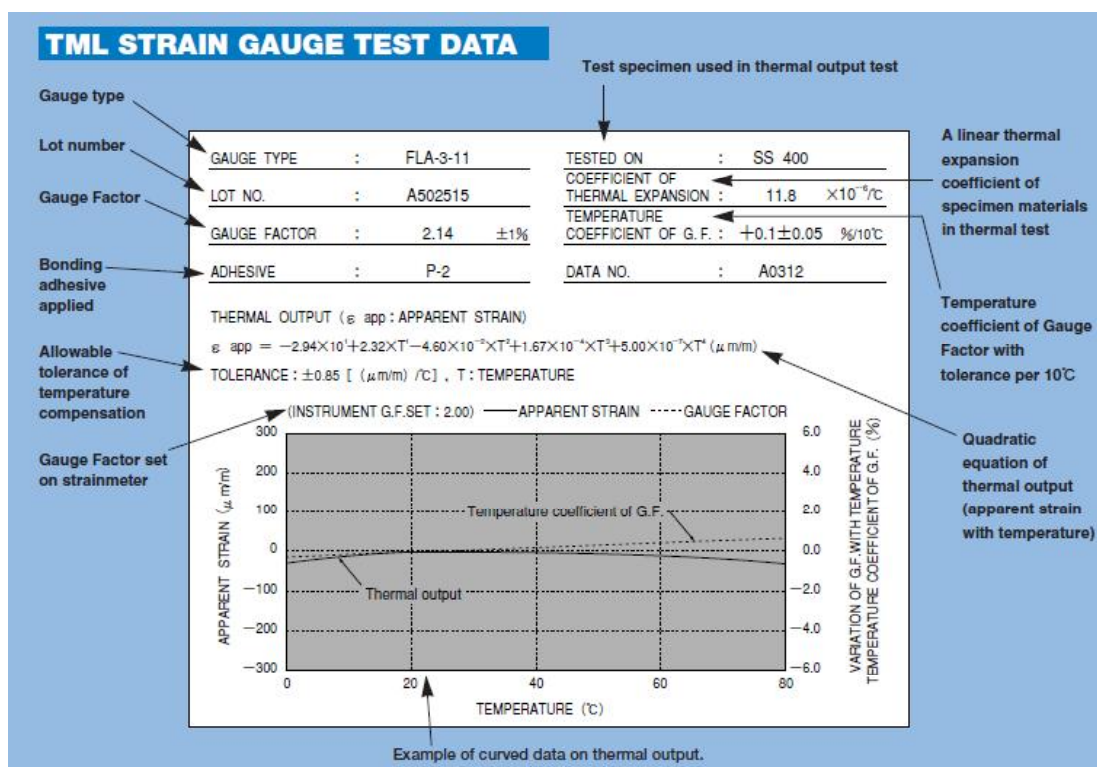 TML STRAIN GAUGE TEST DATA
Test specimen used in thermal output test
Gauge type
Lot number
Gauge Factor
Bonding
adhesive
applied
Allowable
tolerance of
temperature
compensation
Gauge Factor set
on strainmeter
GAUGE TYPE : FLA-3-11
LOT NO. : A502515
GAUGE FACTOR : 2.14 ±1%
ADHESIVE : P-2
TESTED ON : SS 400
COEFFICIENT OF
THERMAL EXPANSION : 11.8 ×10⁻⁶/℃
TEMPERATURE
COEFFICIENT OF G.F. : +0.1±0.05 %/10℃
DATA NO. : A0312
THERMAL OUTPUT (ε app : APPARENT STRAIN)
ε app = −2.94×10¹+2.32×T¹−4.60×10⁻²×T²+1.67×10⁻⁴×T³+5.00×10⁻⁷×T⁴ (μm/m)
TOLERANCE : ±0.85 [ (μm/m) /℃] , T : TEMPERATURE
(INSTRUMENT G.F.SET : 2.00) APPARENT STRAIN GAUGE FACTOR
300
200
100
0
−100
−200
−300
APPARENT STRAIN (μm/m)
Temperature coefficient of G.F.
Thermal output
6.0
4.0
2.0
0.0
−2.0
−4.0
−6.0
VARIATION OF G.F.WITH TEMPERATURE
TEMPERATURE COEFFICIENT OF G.F. (%)
0 20 40 60 80
TEMPERATURE (℃)
A linear thermal
expansion
coefficient of
specimen materials
in thermal test
Temperature
coefficient of Gauge
Factor with
tolerance per 10℃
Quadratic
equation of
thermal output
(apparent strain
with temperature)
Example of curved data on thermal output.